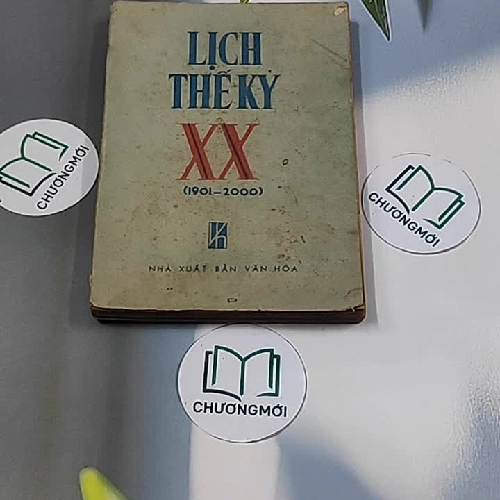 LỊCH
THẾ KỶ
XX
(1901-2000)
NHÀ XUẤT BẢN VĂN HÓA
CHƯƠNGMỚI
CHƯƠNGMỚI
CHƯƠNGMỚI